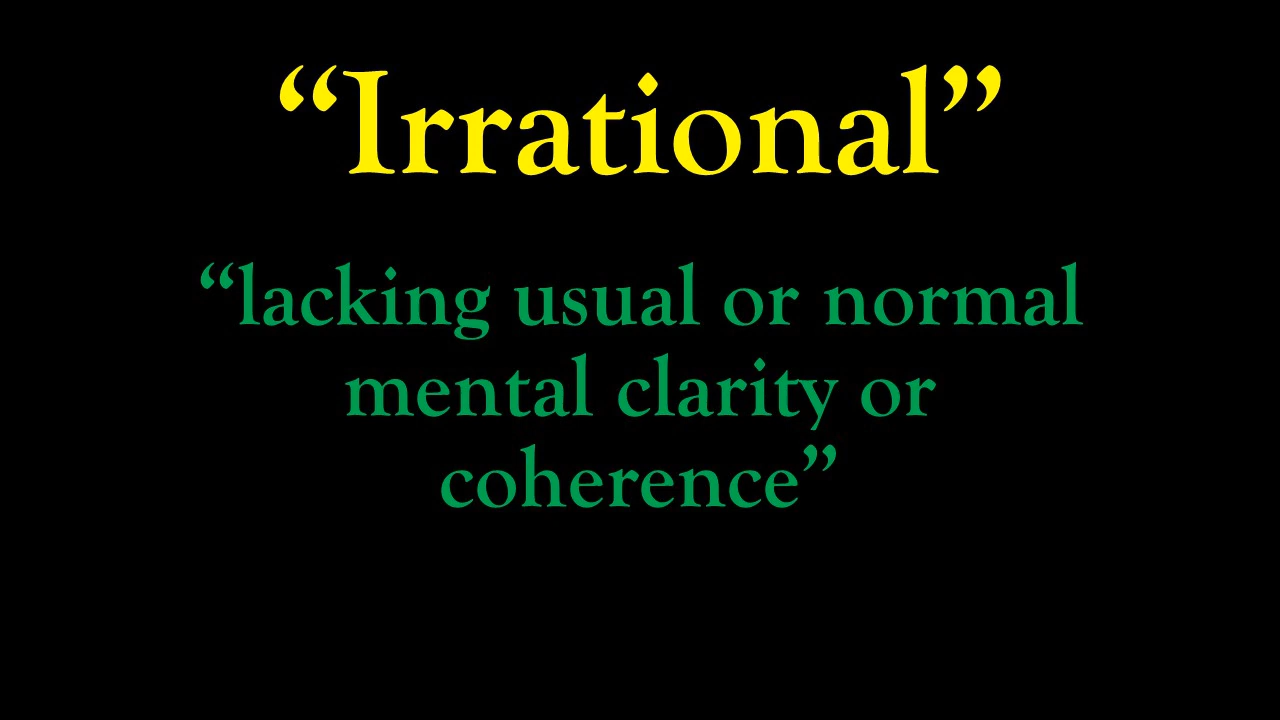 “Irrational”
“lacking usual or normal
mental clarity or
coherence”